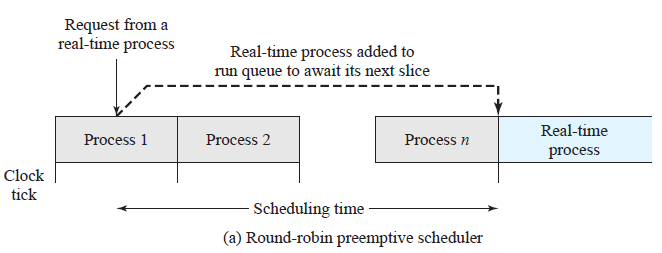 Request from a
real-time process
Real-time process added to
run queue to await its next slice
Process 1
Process 2
Process n
Real-time
process
Clock
tick
Scheduling time
(a) Round-robin preemptive scheduler